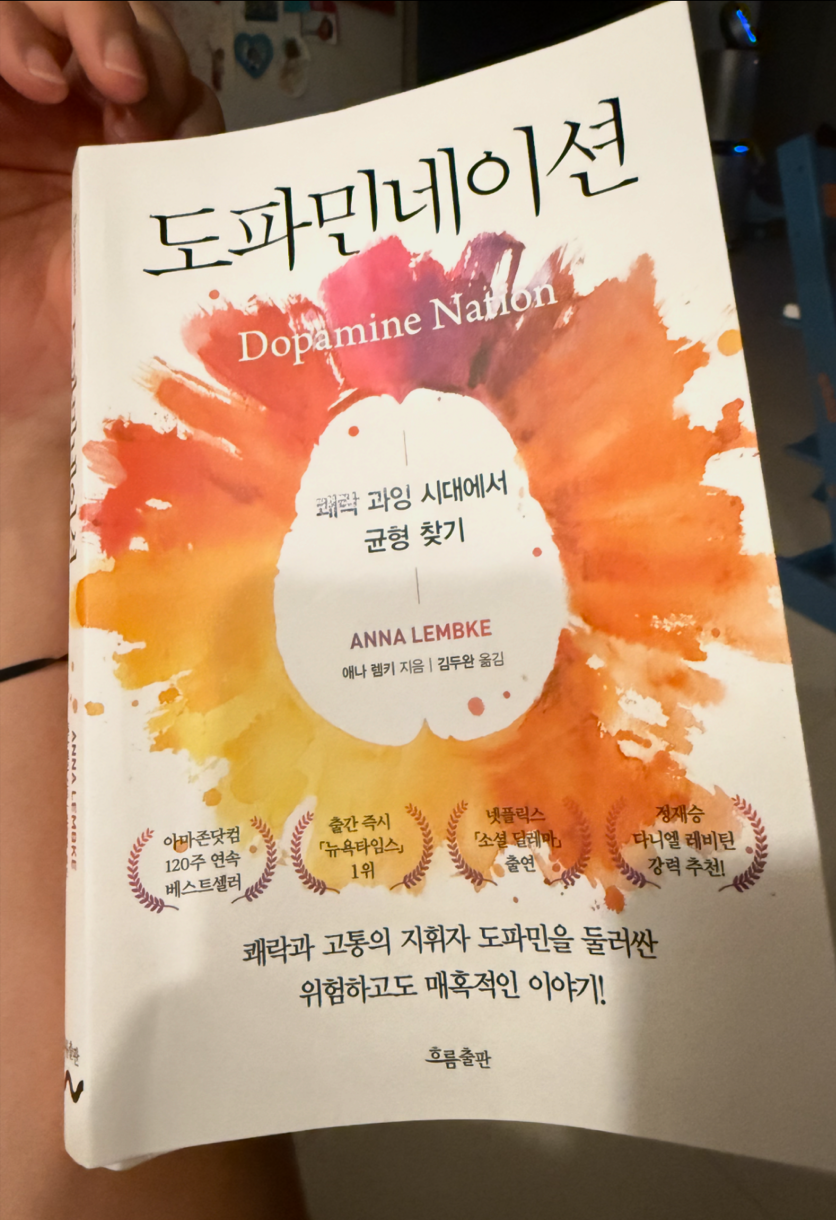 도파민네이션
Dopamine Nation
쾌락 과잉 시대에서
균형 찾기
ANNA LEMBKE
애나 렘키 지음 | 김두완 옮김
아마존닷컴
120주 연속
베스트셀러
출간 즉시
「뉴욕타임스」
1위
넷플릭스
「소셜 딜레마」
출연
정재승
다니엘 레비틴
강력 추천!
쾌락과 고통의 지휘자 도파민을 둘러싼
위험하고도 매혹적인 이야기!
흐름출판
ANNA LEMBKE